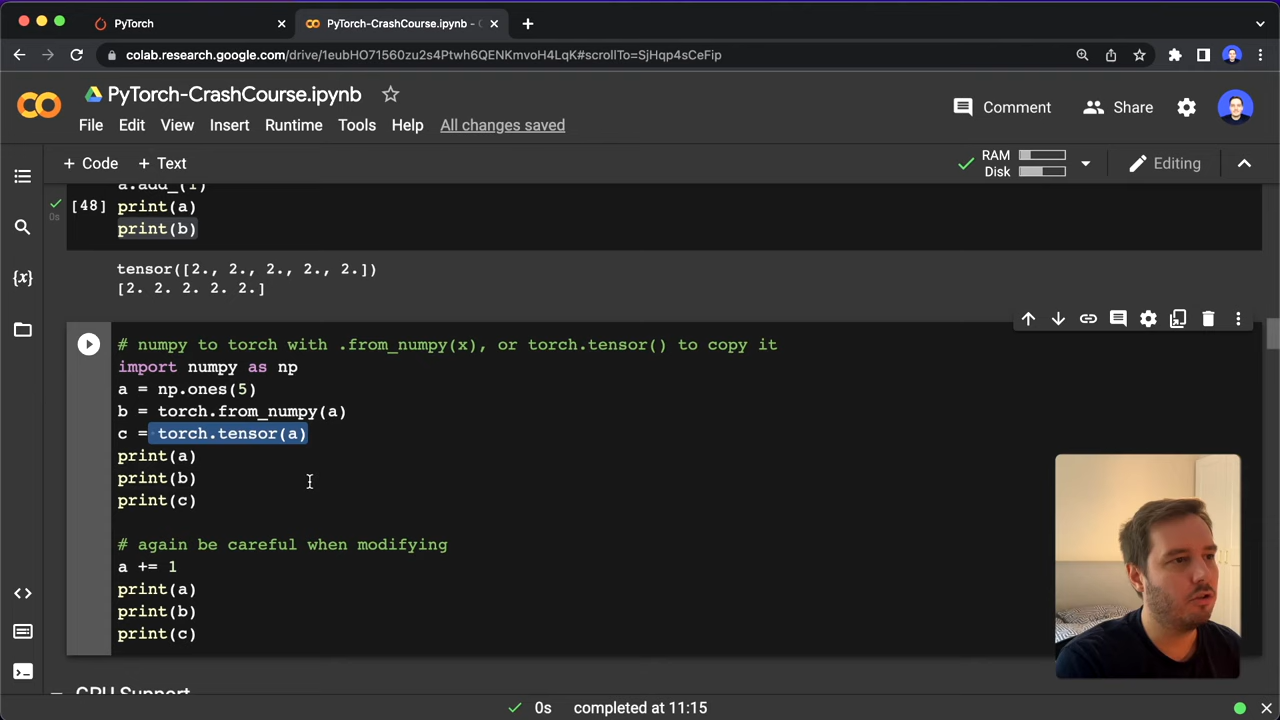 PyTorch
PyTorch-CrashCourse.ipynb - C
colab.research.google.com/drive/1eubHO71560zu2s4Ptwh6QENKmvoH4LqK#scrollTo=SjHqp4sCeFip
PyTorch-CrashCourse.ipynb
File Edit View Insert Runtime Tools Help All changes saved
Comment
Share
+ Code + Text
RAM
Disk
Editing
a.add_(1)
[48]
0s
print(a)
print(b)
tensor([2., 2., 2., 2., 2.])
[2. 2. 2. 2. 2.]
# numpy to torch with .from_numpy(x), or torch.tensor() to copy it
import numpy as np
a = np.ones(5)
b = torch.from_numpy(a)
c = torch.tensor(a)
print(a)
print(b)
print(c)
# again be careful when modifying
a += 1
print(a)
print(b)
print(c)
GPU Support
0s completed at 11:15